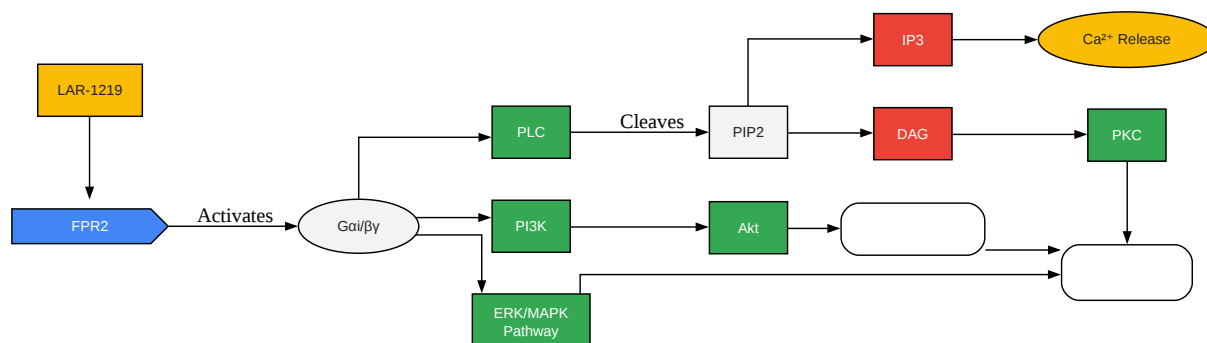 IP3
Ca²⁺ Release
LAR-1219
PLC
Cleaves
PIP2
DAG
PKC
FPR2
Activates
Gαi/βγ
PI3K
Akt
ERK/MAPK
Pathway